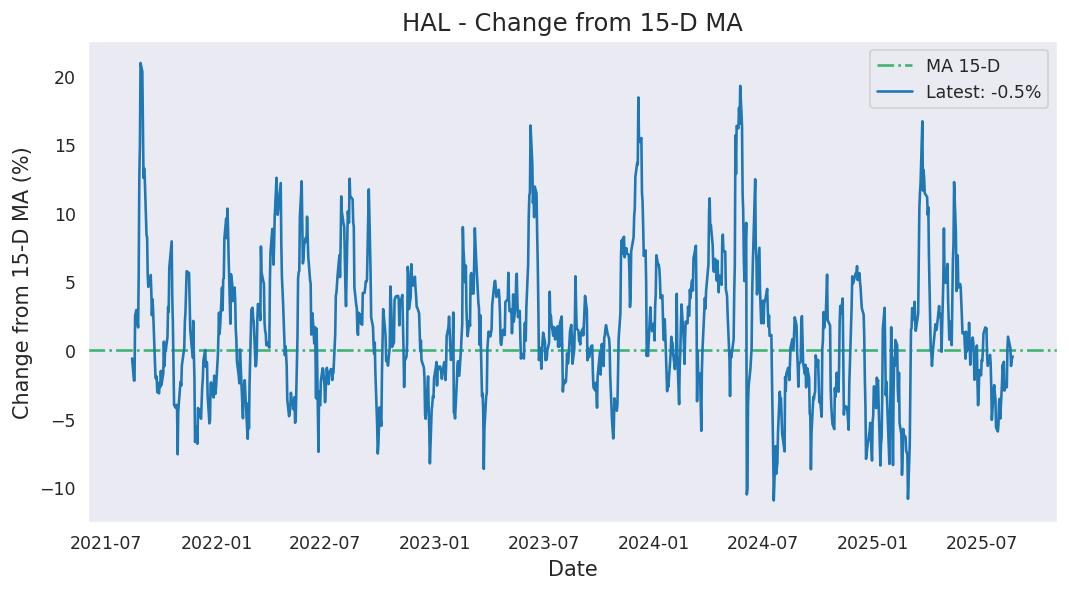 HAL - Change from 15-D MA
MA 15-D
Latest: -0.5%
Change from 15-D MA (%)
20
15
10
5
0
−5
−10
2021-07 2022-01 2022-07 2023-01 2023-07 2024-01 2024-07 2025-01 2025-07
Date